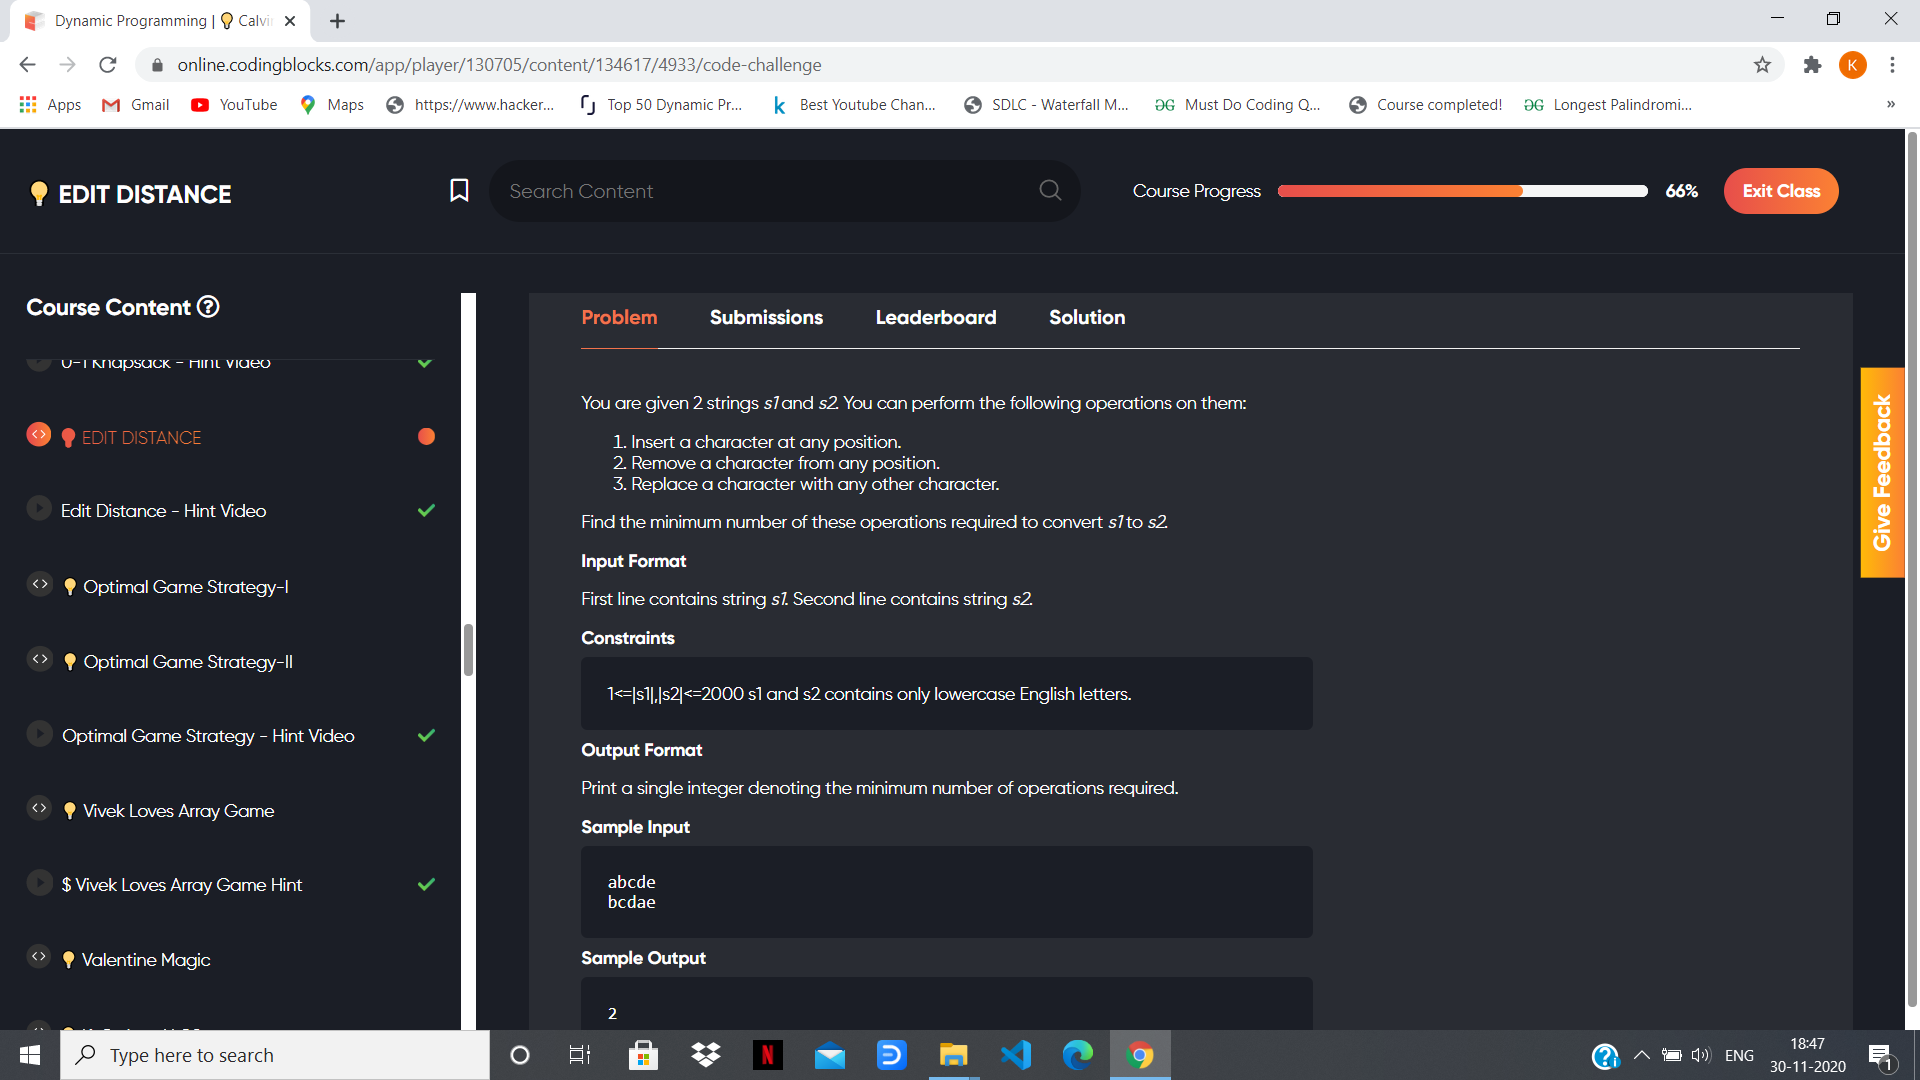 Dynamic Programming | Calvi
online.codingblocks.com/app/player/130705/content/134617/4933/code-challenge
K
Apps Gmail YouTube Maps https://www.hacker... Top 50 Dynamic Pr... Best Youtube Chan... SDLC - Waterfall M... Must Do Coding Q... Course completed! Longest Palindromi... »
EDIT DISTANCE
Search Content
Course Progress 66% Exit Class
Course Content ?
0-1 Knapsack - Hint Video
EDIT DISTANCE
Edit Distance - Hint Video
Optimal Game Strategy-I
Optimal Game Strategy-II
Optimal Game Strategy - Hint Video
Vivek Loves Array Game
$ Vivek Loves Array Game Hint
Valentine Magic
Problem Submissions Leaderboard Solution
You are given 2 strings s1 and s2. You can perform the following operations on them:
1. Insert a character at any position.
2. Remove a character from any position.
3. Replace a character with any other character.
Find the minimum number of these operations required to convert s1 to s2.
Input Format
First line contains string s1. Second line contains string s2.
Constraints
1<=|s1|,|s2|<=2000 s1 and s2 contains only lowercase English letters.
Output Format
Print a single integer denoting the minimum number of operations required.
Sample Input
abcde
bcdae
Sample Output
2
Give Feedback
Type here to search
ENG
18:47
30-11-2020
1